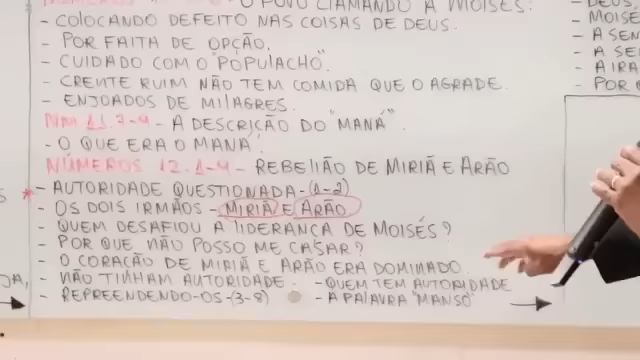 O POVO CLAMANDO A MOISÉS:
- COLOCANDO DEFEITO NAS COISAS DE DEUS.
- POR FAITA DE OPÇÃO.
- CUIDADO COM O "POPULACHO".
- CRENTE RUIM NÃO TEM COMIDA QUE O AGRADE.
- ENJOADOS DE MILAGRES.
NM 11.7-9 - A DESCRIÇÃO DO "MANÁ".
- O QUE ERA O MANÁ?
NÚMEROS 12.1-4 - REBELIÃO DE MIRIÃ E ARÃO
* - AUTORIDADE QUESTIONADA - (1-2)
- OS DOIS IRMÃOS - MIRIÃ E ARÃO
- QUEM DESAFIOU A LIDERANÇA DE MOISÉS?
- POR QUE NÃO POSSO ME CASAR?
- O CORAÇÃO DE MIRIÃ E ARÃO ERA DOMINADO.
- NÃO TINHAM AUTORIDADE. - QUEM TEM AUTORIDADE
- REPREENDENDO-OS - (3-8) - A PALAVRA "MANSO"
- MOISÉ
- A SEN
- A SE
- A IRA
- POR